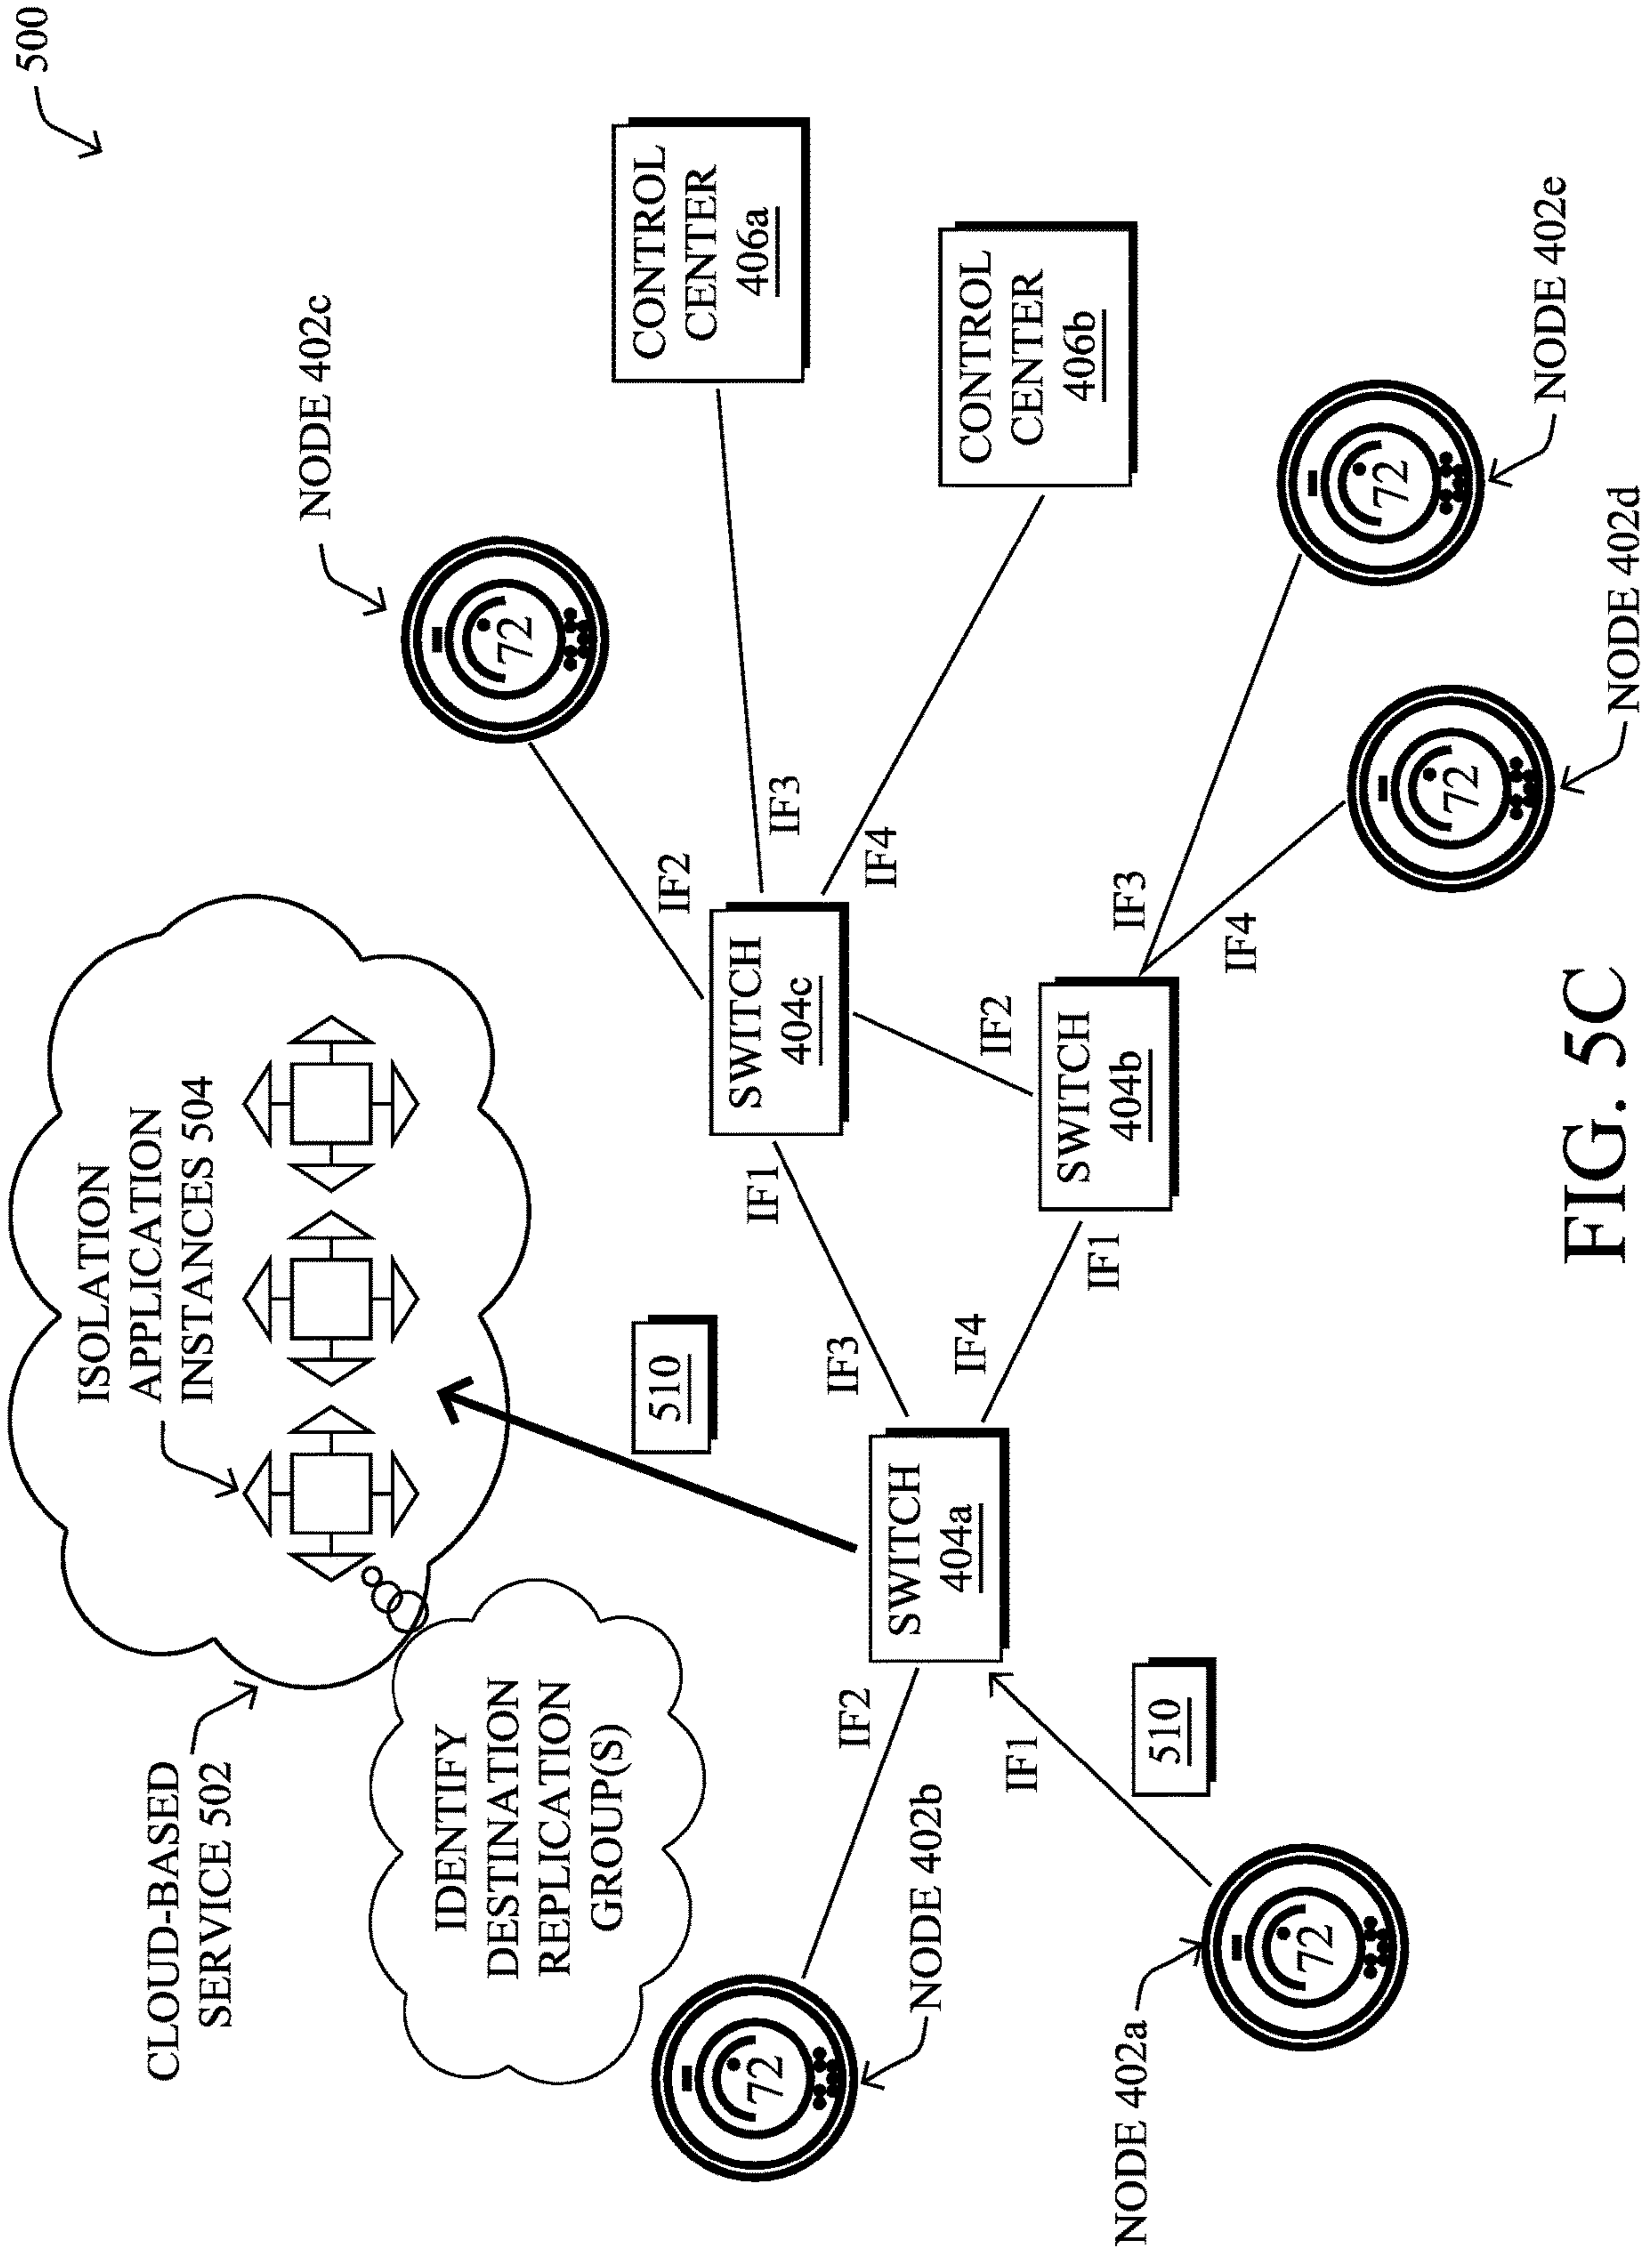 500
CLOUD-BASED
SERVICE 502
ISOLATION
APPLICATION
INSTANCES 504
IDENTIFY
DESTINATION
REPLICATION
GROUP(S)
510
NODE 402c
72
CONTROL
CENTER
406a
CONTROL
CENTER
406b
SWITCH
404c
IF1
IF2
IF3
IF4
SWITCH
404b
IF1
IF2
IF3
IF4
SWITCH
404a
IF1
IF2
IF3
IF4
72
NODE 402b
510
NODE 402a
72
72
NODE 402d
72
NODE 402e
FIG. 5C